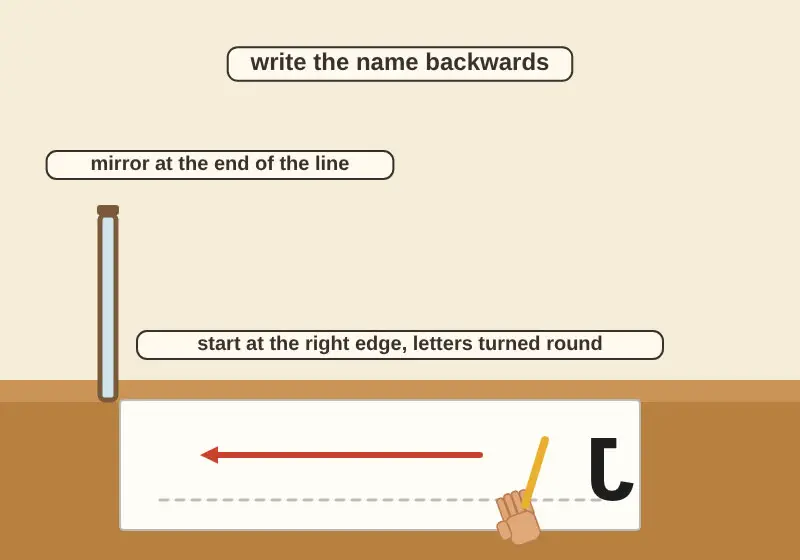 write the name backwards
mirror at the end of the line
start at the right edge, letters turned round
J